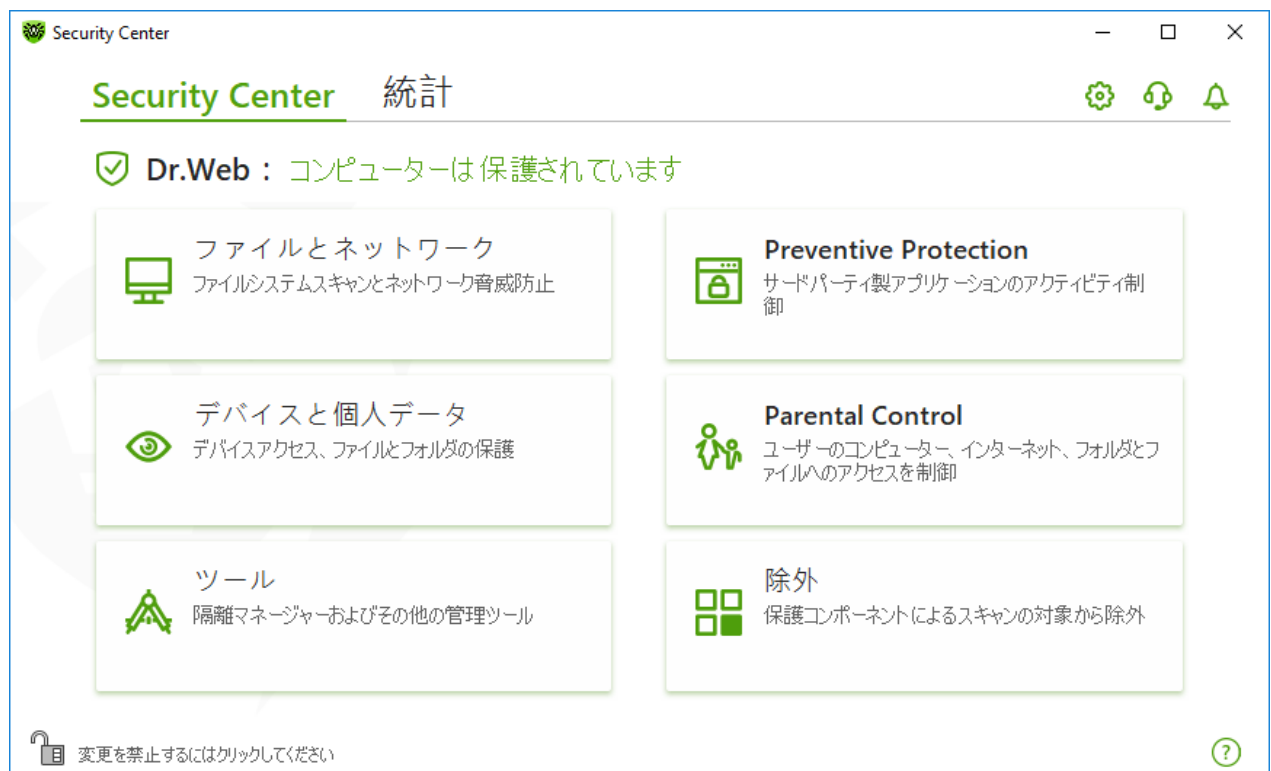 Security Center
Security Center 統計
Dr.Web : コンピューターは保護されています
ファイルとネットワーク
ファイルシステムスキャンとネットワーク脅威防止
Preventive Protection
サードパーティ製アプリケーションのアクティビティ制
御
デバイスと個人データ
デバイスアクセス、ファイルとフォルダの保護
Parental Control
ユーザーのコンピューター、インターネット、フォルダとフ
ァイルへのアクセスを制御
ツール
隔離マネージャーおよびその他の管理ツール
除外
保護コンポーネントによるスキャンの対象から除外
変更を禁止するにはクリックしてください
?